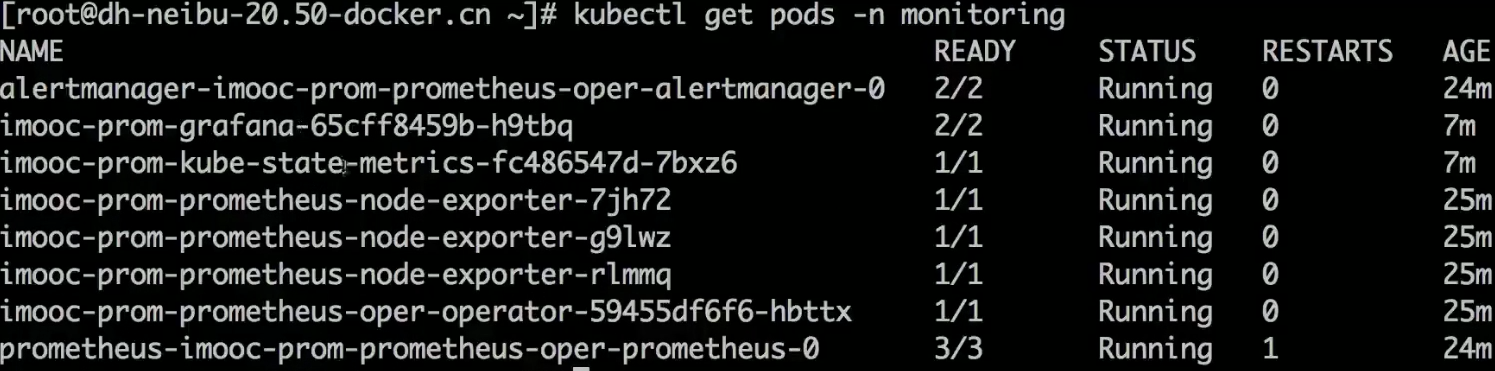 [root@dh-neibu-20.50-docker.cn ~]# kubectl get pods -n monitoring
NAME READY STATUS RESTARTS AGE
alertmanager-imooc-prom-prometheus-oper-alertmanager-0 2/2 Running 0 24m
imooc-prom-grafana-65cff8459b-h9tbq 2/2 Running 0 7m
imooc-prom-kube-state-metrics-fc486547d-7bxz6 1/1 Running 0 7m
imooc-prom-prometheus-node-exporter-7jh72 1/1 Running 0 25m
imooc-prom-prometheus-node-exporter-g9lwz 1/1 Running 0 25m
imooc-prom-prometheus-node-exporter-rlmmq 1/1 Running 0 25m
imooc-prom-prometheus-oper-operator-59455df6f6-hbttx 1/1 Running 0 25m
prometheus-imooc-prom-prometheus-oper-prometheus-0 3/3 Running 1 24m